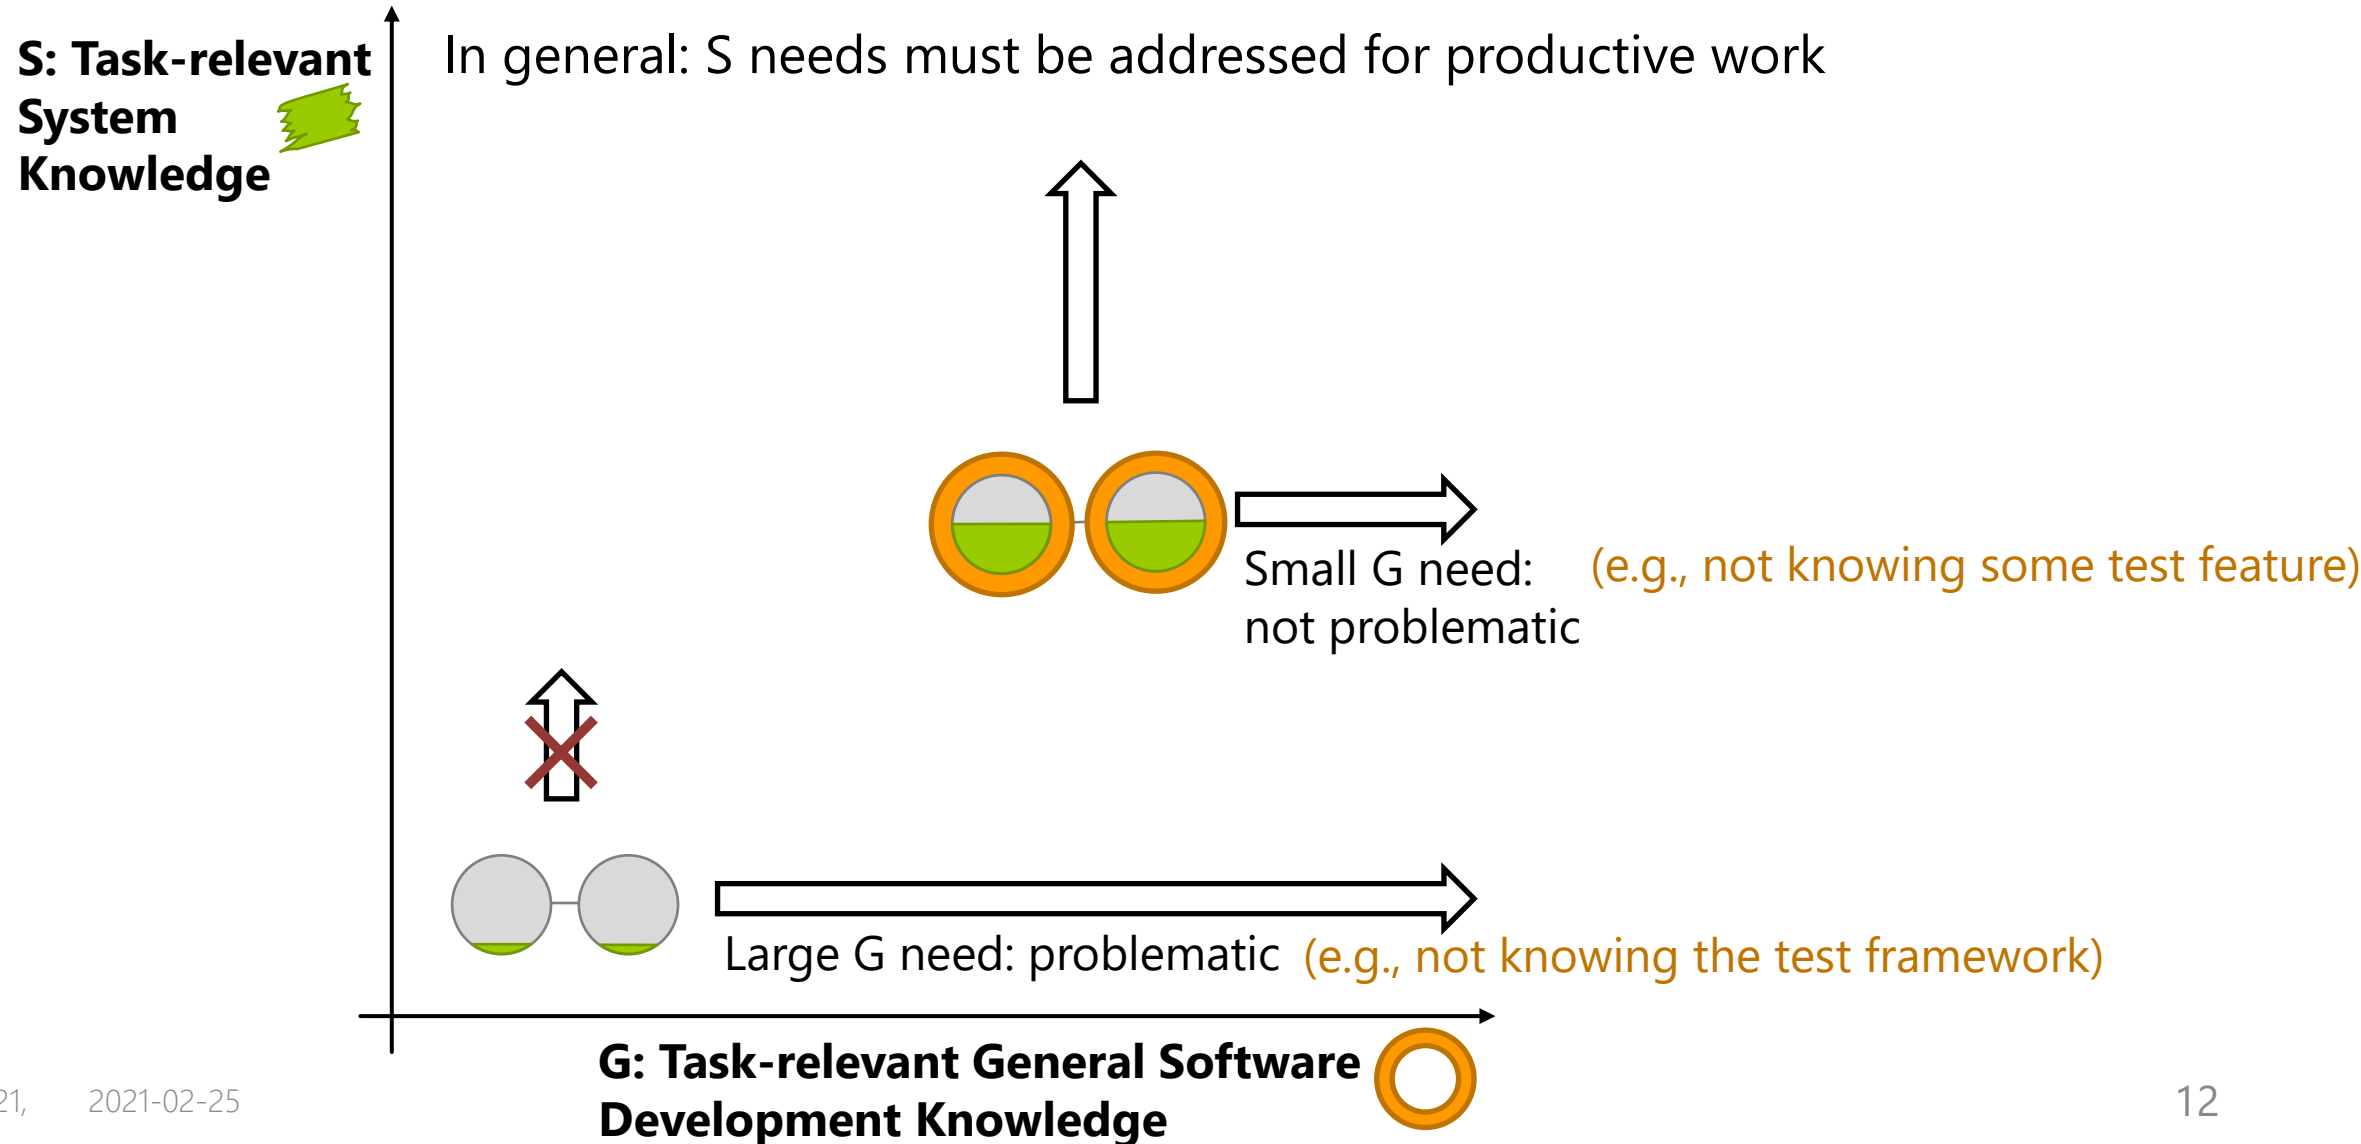 S: Task-relevant
System
Knowledge
In general: S needs must be addressed for productive work
Small G need:
not problematic
(e.g., not knowing some test feature)
Large G need: problematic (e.g., not knowing the test framework)
G: Task-relevant General Software
Development Knowledge
21, 2021-02-25
12